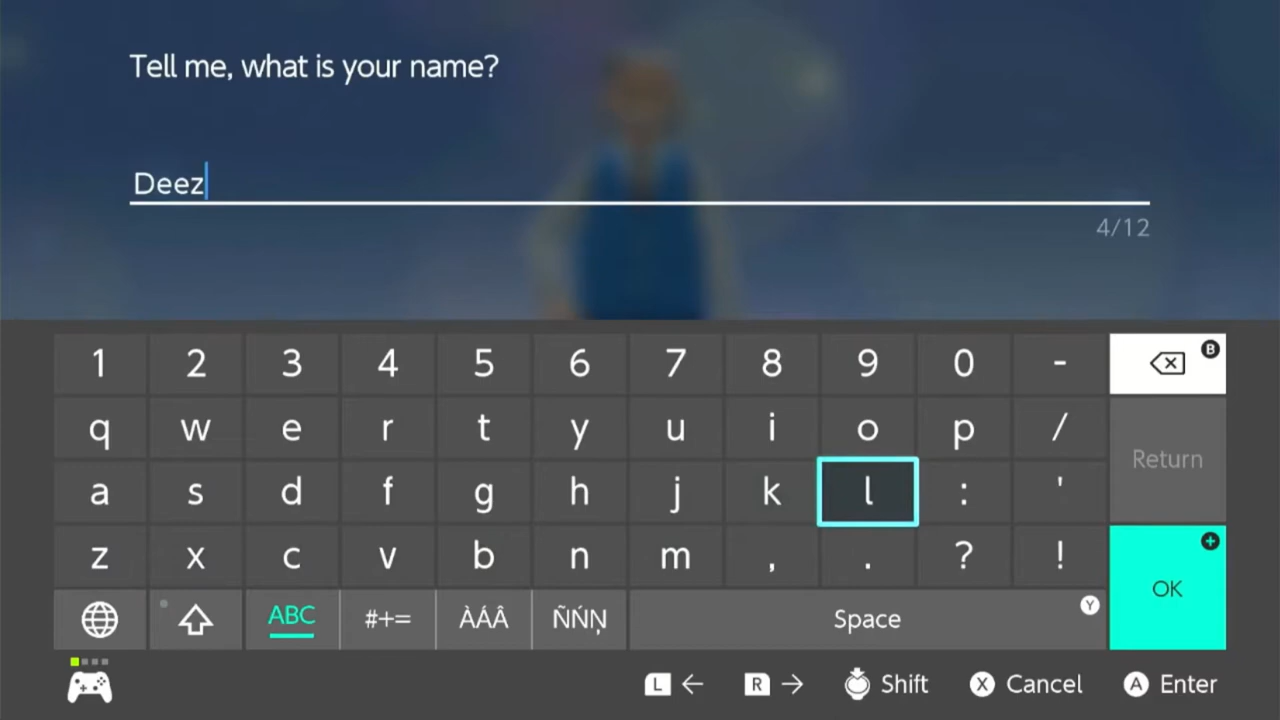 Tell me, what is your name?
Deez
4/12
1 2 3 4 5 6 7 8 9 0 - B
q w e r t y u i o p /
Return
a s d f g h j k l : '
z x c v b n m , . ? !
OK
ABC #+= ÀÁÂ ÑŃŅ Space Y
L ← R → Shift X Cancel A Enter